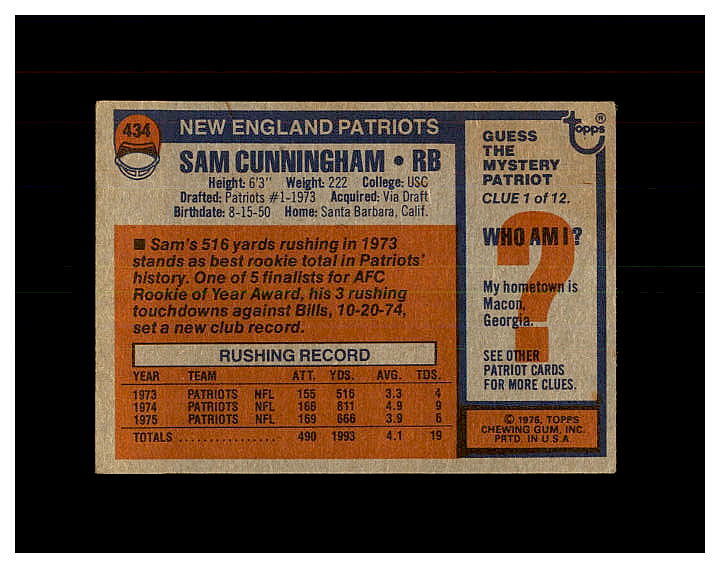 434
NEW ENGLAND PATRIOTS
SAM CUNNINGHAM • RB
Height: 6'3" Weight: 222 College: USC
Drafted: Patriots #1-1973 Acquired: Via Draft
Birthdate: 8-15-50 Home: Santa Barbara, Calif.
■ Sam's 516 yards rushing in 1973
stands as best rookie total in Patriots'
history. One of 5 finalists for AFC
Rookie of Year Award, his 3 rushing
touchdowns against Bills, 10-20-74,
set a new club record.
RUSHING RECORD
YEAR TEAM ATT. YDS. AVG. TDS.
1973 PATRIOTS NFL 155 516 3.3 4
1974 PATRIOTS NFL 166 811 4.9 9
1975 PATRIOTS NFL 169 666 3.9 6
TOTALS ................. 490 1993 4.1 19
topps ®
GUESS
THE
MYSTERY
PATRIOT
CLUE 1 of 12.
?
WHO AM I?
My hometown is
Macon,
Georgia.
SEE OTHER
PATRIOT CARDS
FOR MORE CLUES.
© 1976, TOPPS
CHEWING GUM, INC.
PRTD. IN U.S.A.